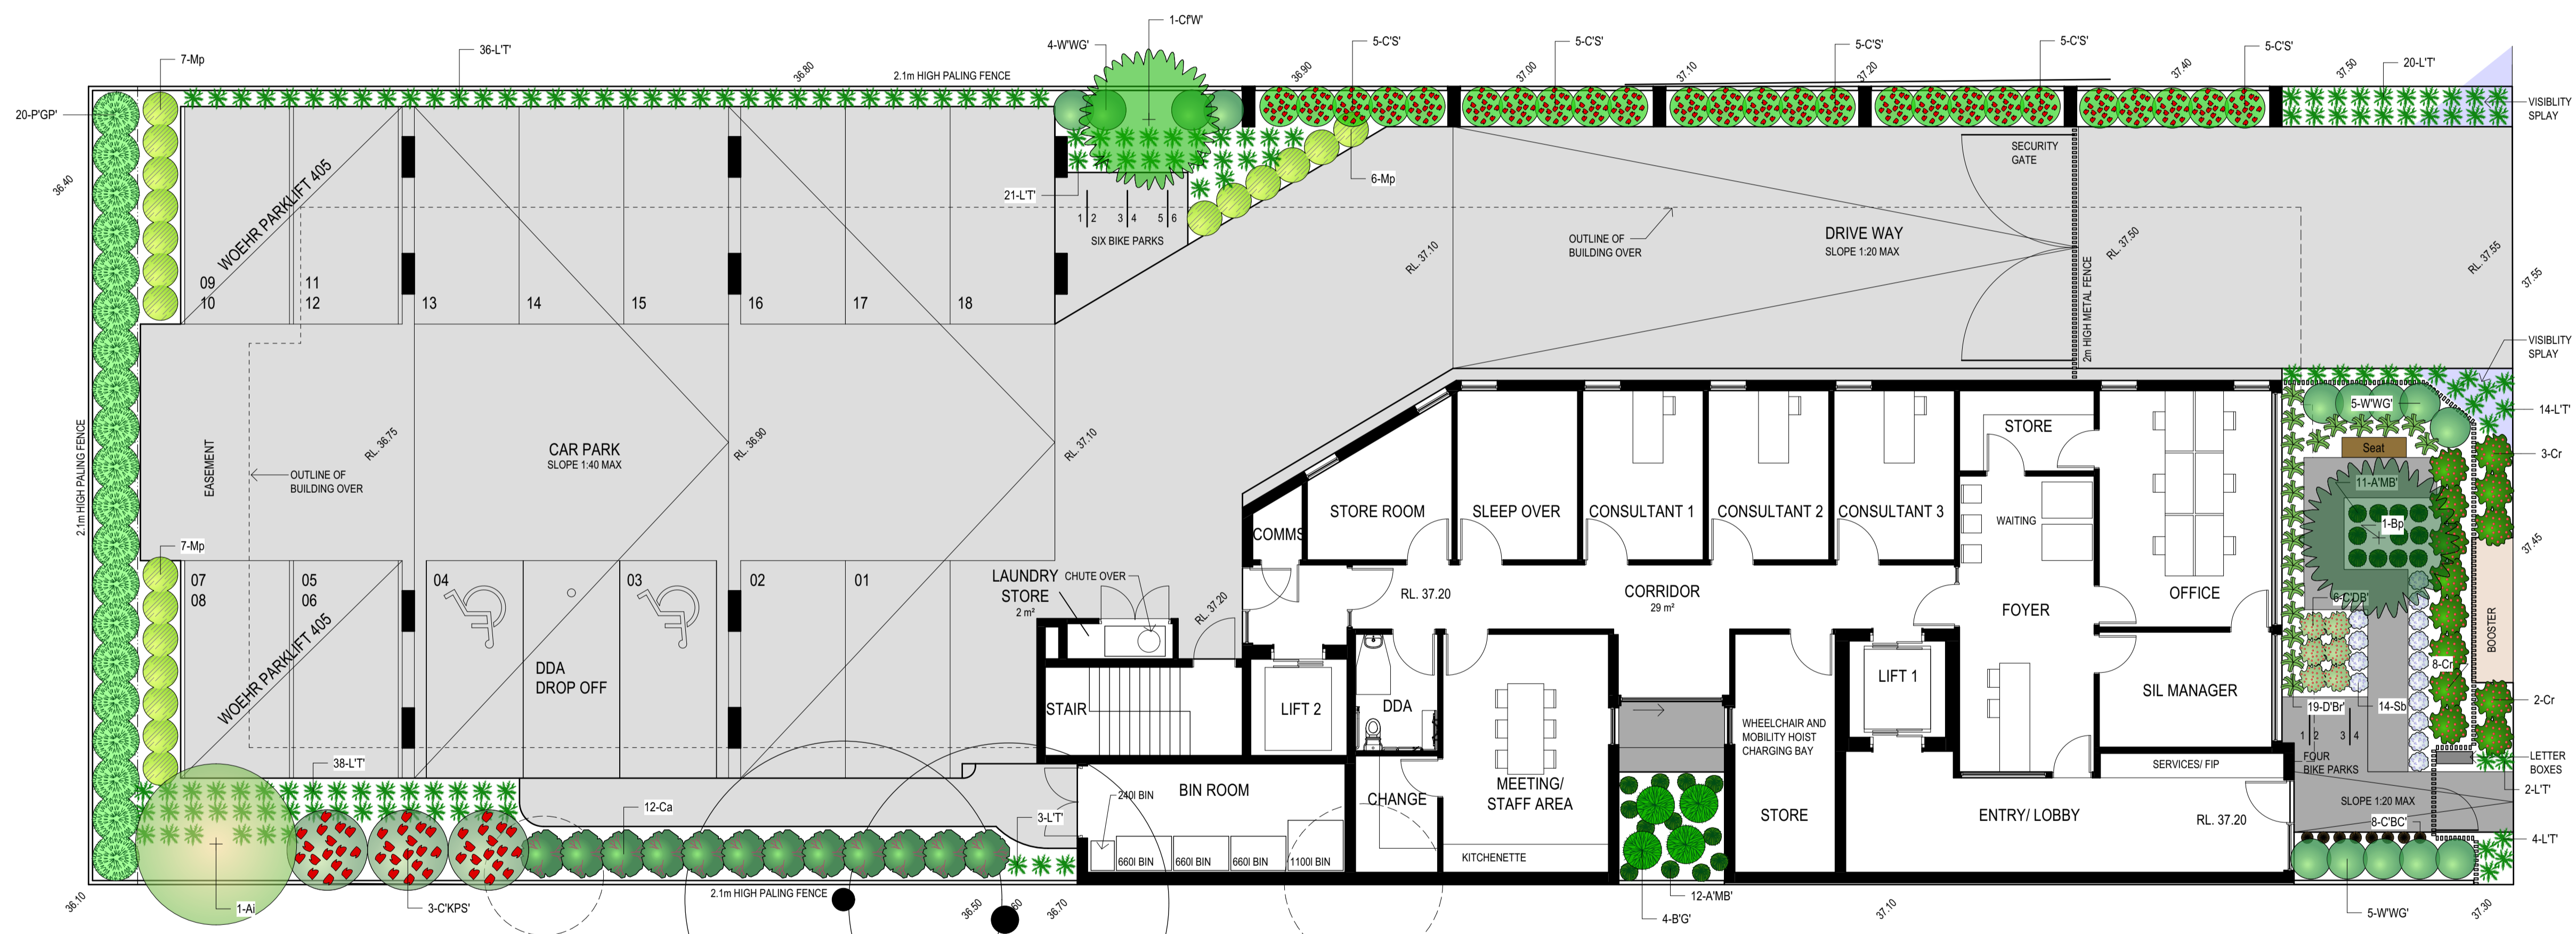 1-Cf'W'
4-W'WG'
36-L'T'
7-Mp
5-C'S'
5-C'S'
5-C'S'
5-C'S'
5-C'S'
20-L'T'
36.80
2.1m HIGH PALING FENCE
36.90
37.00
37.10
37.20
37.40
37.50
VISIBLITY
SPLAY
20-P'GP'
36.40
WOEHR PARKLIFT 405
SECURITY
GATE
6-Mp
21-L'T'
1 2 3 4 5 6
SIX BIKE PARKS
OUTLINE OF
BUILDING OVER
DRIVE WAY
SLOPE 1:20 MAX
RL. 37.10
RL. 37.50
RL. 37.55
37.55
2m HIGH METAL FENCE
09
10
11
12
13
14
15
16
17
18
VISIBLITY
SPLAY
2.1m HIGH PALING FENCE
EASEMENT
OUTLINE OF
BUILDING OVER
RL. 36.75
CAR PARK
SLOPE 1:40 MAX
RL. 36.90
RL. 37.10
5-W'WG'
14-L'T'
STORE
Seat
3-Cr
11-A'MB'
COMMS
STORE ROOM
SLEEP OVER
CONSULTANT 1
CONSULTANT 2
CONSULTANT 3
WAITING
1-Bp
37.45
7-Mp
07
08
05
06
04
03
02
01
LAUNDRY
STORE
2 m²
CHUTE OVER
RL. 37.20
RL. 37.20
CORRIDOR
29 m²
FOYER
OFFICE
6-C'DB'
BOOSTER
WOEHR PARKLIFT 405
DDA
DROP OFF
8-Cr
LIFT 1
SIL MANAGER
STAIR
LIFT 2
DDA
WHEELCHAIR AND
MOBILITY HOIST
CHARGING BAY
19-D'Br'
14-Sb
2-Cr
1 2 3 4
FOUR
BIKE PARKS
LETTER
BOXES
38-L'T'
SERVICES/ FIP
2-L'T'
12-Ca
3-L'T'
240l BIN
BIN ROOM
CHANGE
MEETING/
STAFF AREA
STORE
ENTRY/ LOBBY
RL. 37.20
SLOPE 1:20 MAX
8-C'BC'
4-L'T'
660l BIN
660l BIN
660l BIN
1100l BIN
KITCHENETTE
2.1m HIGH PALING FENCE
36.10
1-Ai
3-C'KPS'
36.50
36.70
12-A'MB'
4-B'G'
37.10
5-W'WG'
37.30